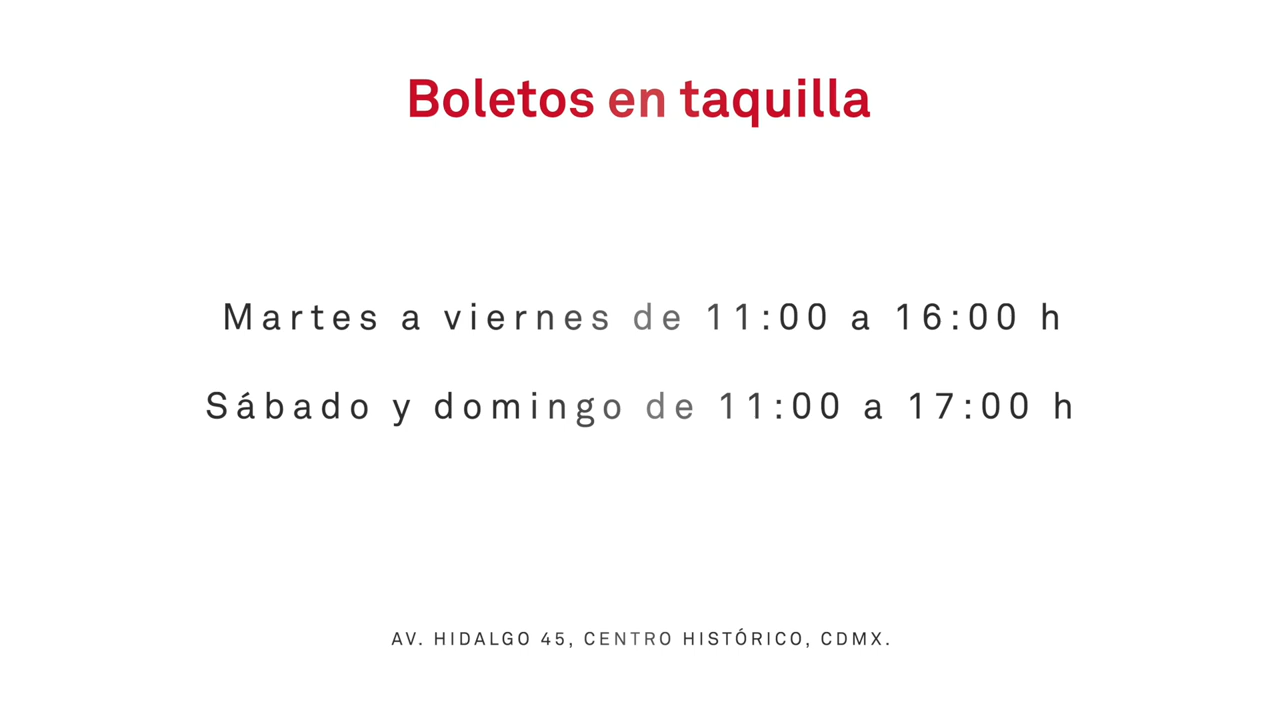 Boletos en taquilla
Martes a viernes de 11:00 a 16:00 h
Sábado y domingo de 11:00 a 17:00 h
AV. HIDALGO 45, CENTRO HISTÓRICO, CDMX.